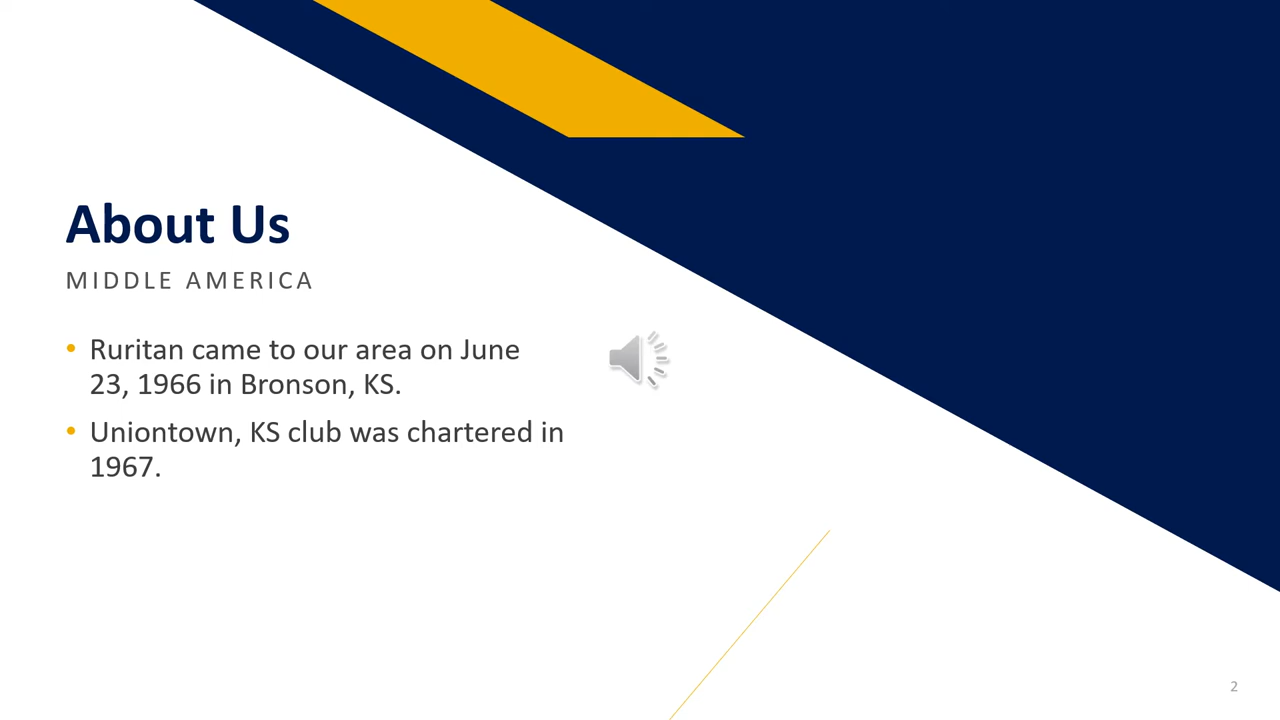 About Us
MIDDLE AMERICA
• Ruritan came to our area on June
23, 1966 in Bronson, KS.
• Uniontown, KS club was chartered in
1967.
2